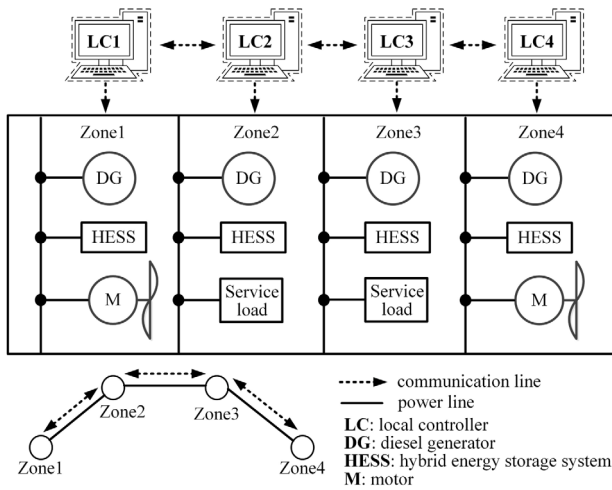 LC1 LC2 LC3 LC4
Zone1 Zone2 Zone3 Zone4
DG DG DG DG
HESS HESS HESS HESS
M Service load Service load M
communication line
power line
Zone2 Zone3
Zone1 Zone4
LC: local controller
DG: diesel generator
HESS: hybrid energy storage system
M: motor